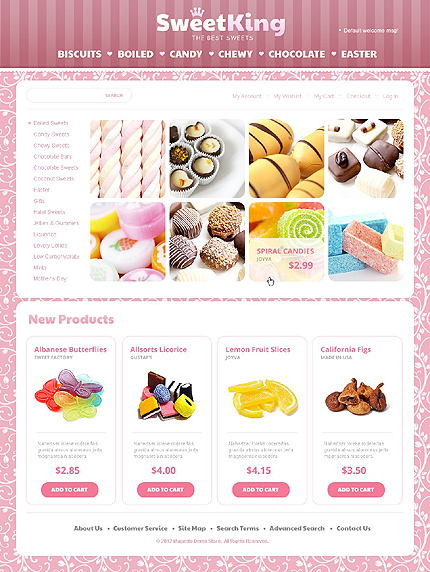 SweetKing
THE BEST SWEETS
Default welcome msg!
BISCUITS BOILED CANDY CHEWY CHOCOLATE EASTER
SEARCH
My Account My Wishlist My Cart Checkout Log In
Boiled Sweets
Candy Sweets
Chewy Sweets
Chocolate Bars
Chocolate Sweets
Coconut Sweets
Easter
Gifts
Halal Sweets
Jellies & Gummies
Liquorice
Lovely Lollies
Low Carbohydrate
Mints
Mother's Day
SPIRAL CANDIES
JOYVA
$2.99
New Products
Albanese Butterflies
SWEET FACTORY
Allsorts Licorice
GUSTAF'S
Lemon Fruit Slices
JOYVA
California Figs
MADE IN USA
$2.85
$4.00
$4.15
$3.50
ADD TO CART
ADD TO CART
ADD TO CART
ADD TO CART
About Us • Customer Service • Site Map • Search Terms • Advanced Search • Contact Us
© 2012 Magento Demo Store. All Rights Reserved.